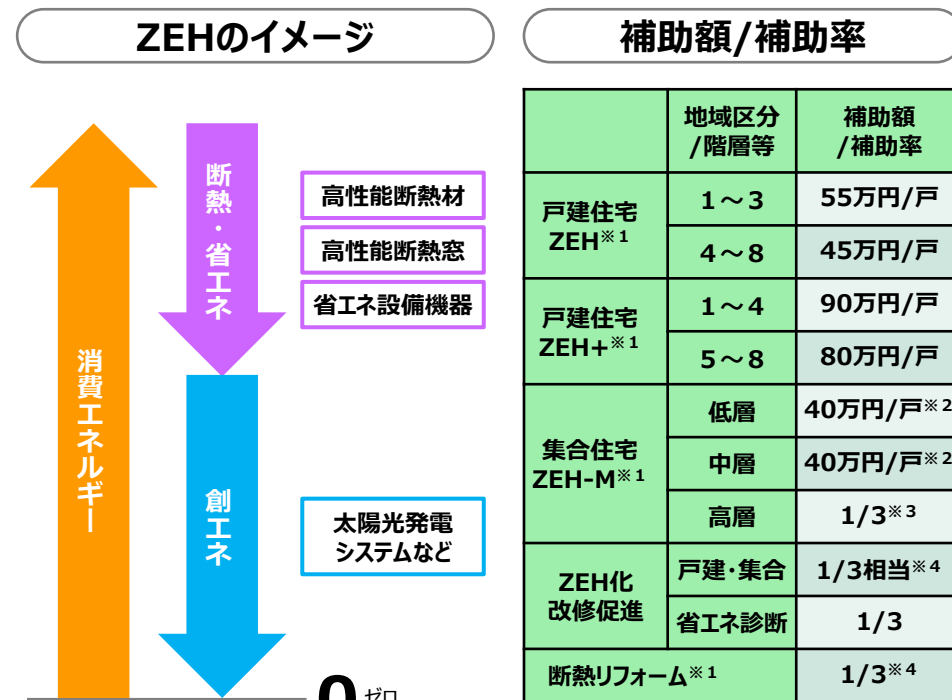 ZEHのイメージ
消費エネルギー
断熱・省エネ
高性能断熱材
高性能断熱窓
省エネ設備機器
創エネ
太陽光発電
システムなど
0 ゼロ
補助額/補助率
地域区分
/階層等
補助額
/補助率
戸建住宅
ZEH※1
1～3
55万円/戸
4～8
45万円/戸
戸建住宅
ZEH+※1
1～4
90万円/戸
5～8
80万円/戸
集合住宅
ZEH-M※1
低層
40万円/戸※2
中層
40万円/戸※2
高層
1/3※3
ZEH化
改修促進
戸建・集合
1/3相当※4
省エネ診断
1/3
断熱リフォーム※1
1/3※4